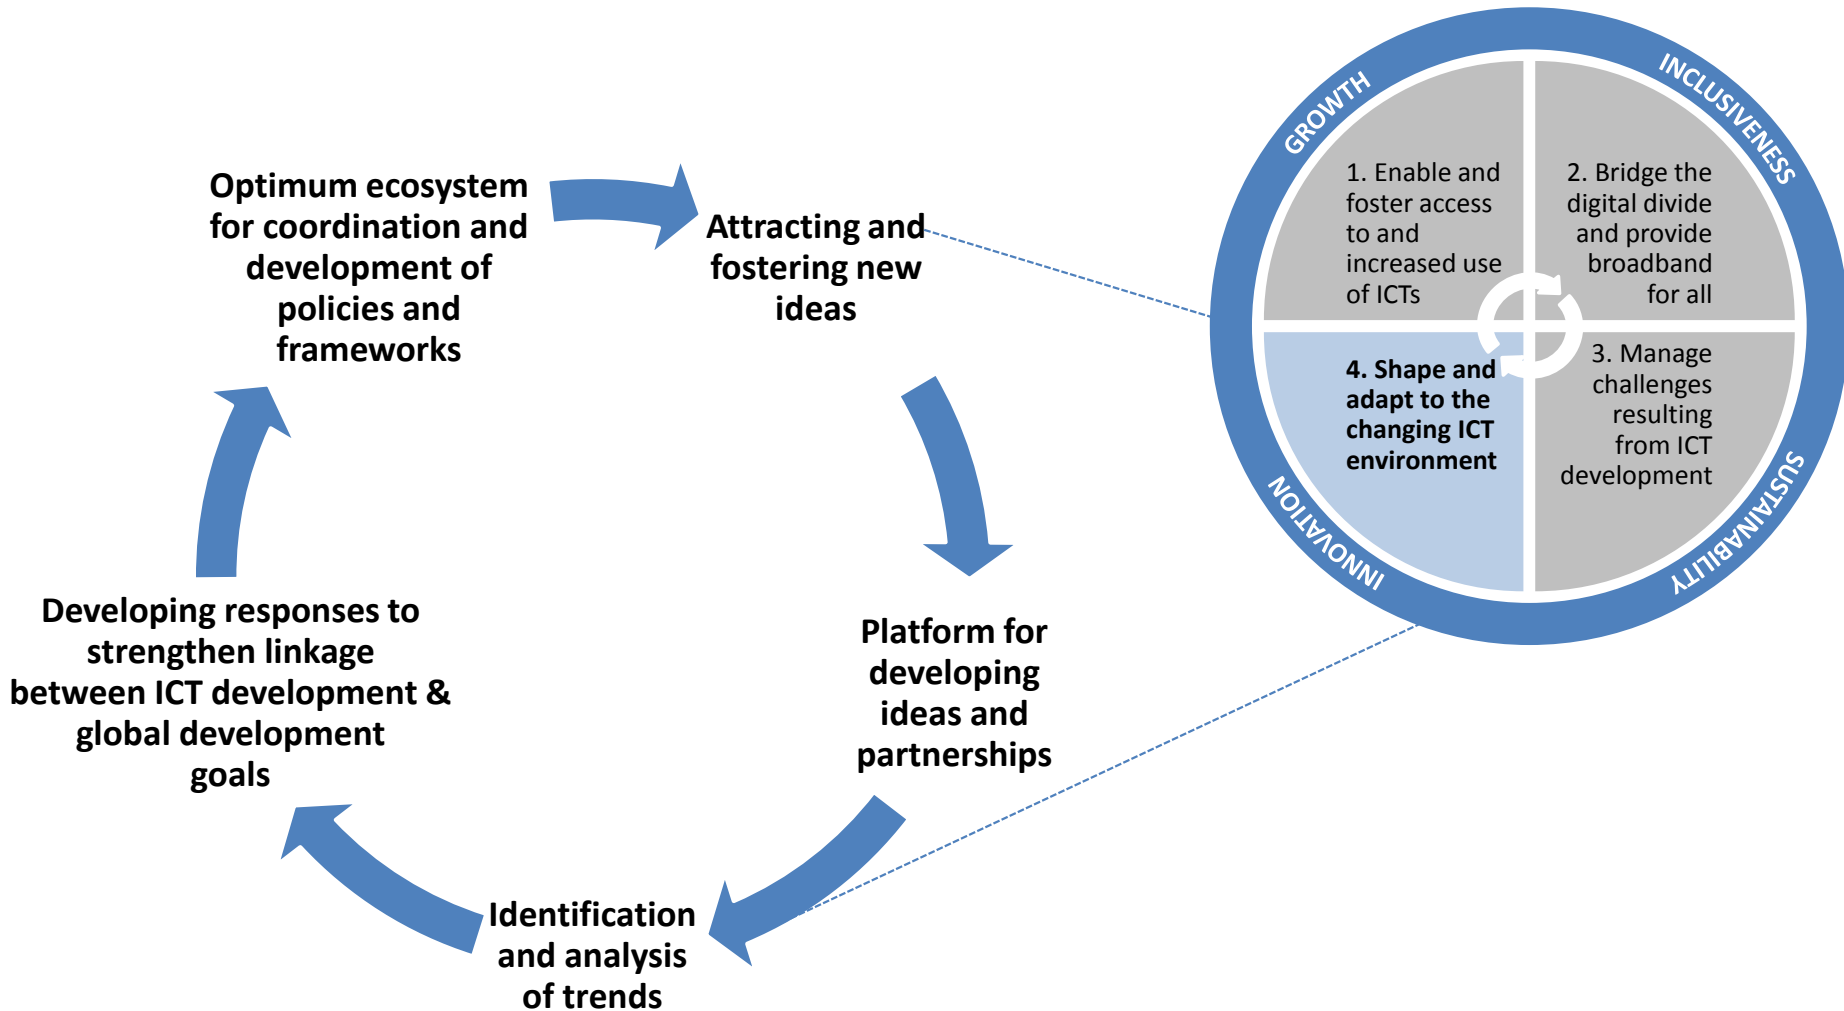 Optimum ecosystem
for coordination and
development of
policies and
frameworks
Attracting and
fostering new
ideas
Platform for
developing
ideas and
partnerships
Identification
and analysis
of trends
Developing responses to
strengthen linkage
between ICT development &
global development
goals
GROWTH
INCLUSIVENESS
SUSTAINABILITY
INNOVATION
1. Enable and
foster access
to and
increased use
of ICTs
2. Bridge the
digital divide
and provide
broadband
for all
3. Manage
challenges
resulting
from ICT
development
4. Shape and
adapt to the
changing ICT
environment